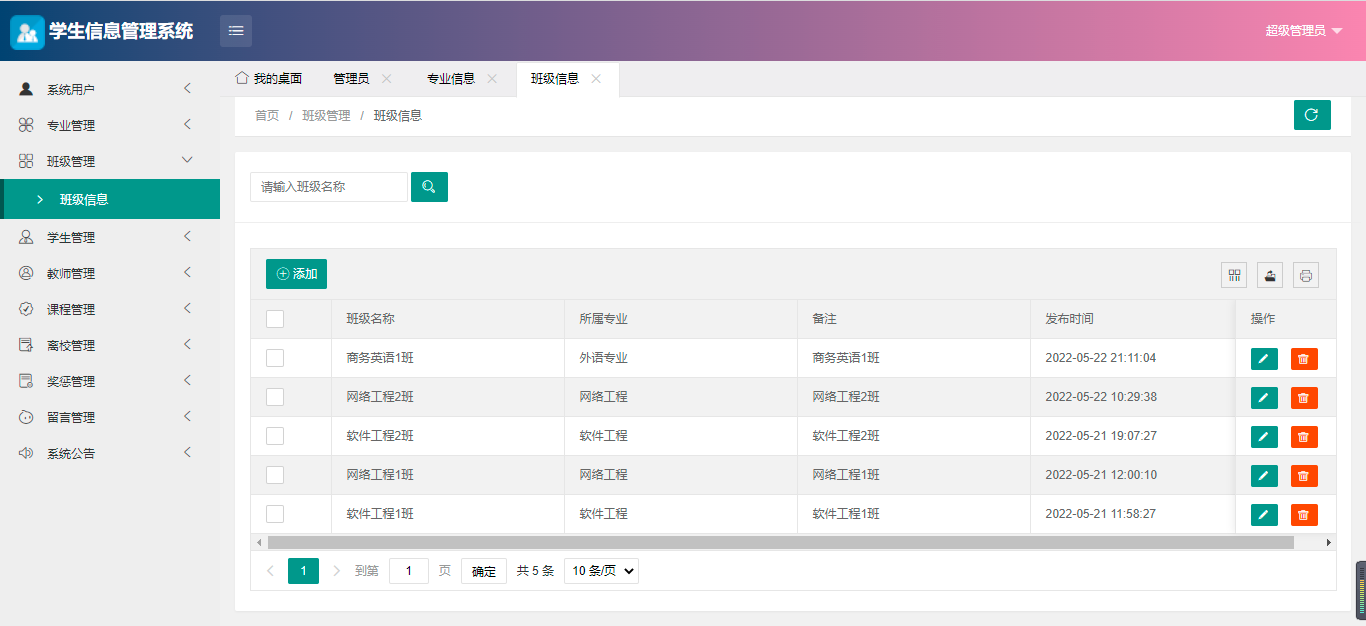 学生信息管理系统
超级管理员
系统用户
专业管理
班级管理
班级信息
学生管理
教师管理
课程管理
离校管理
奖惩管理
留言管理
系统公告
我的桌面 管理员 专业信息 班级信息
首页 / 班级管理 / 班级信息
请输入班级名称
添加
班级名称 所属专业 备注 发布时间 操作
商务英语1班 外语专业 商务英语1班 2022-05-22 21:11:04
网络工程2班 网络工程 网络工程2班 2022-05-22 10:29:38
软件工程2班 软件工程 软件工程2班 2022-05-21 19:07:27
网络工程1班 网络工程 网络工程1班 2022-05-21 12:00:10
软件工程1班 软件工程 软件工程1班 2022-05-21 11:58:27
1 到第 1 页 确定 共 5 条 10 条/页